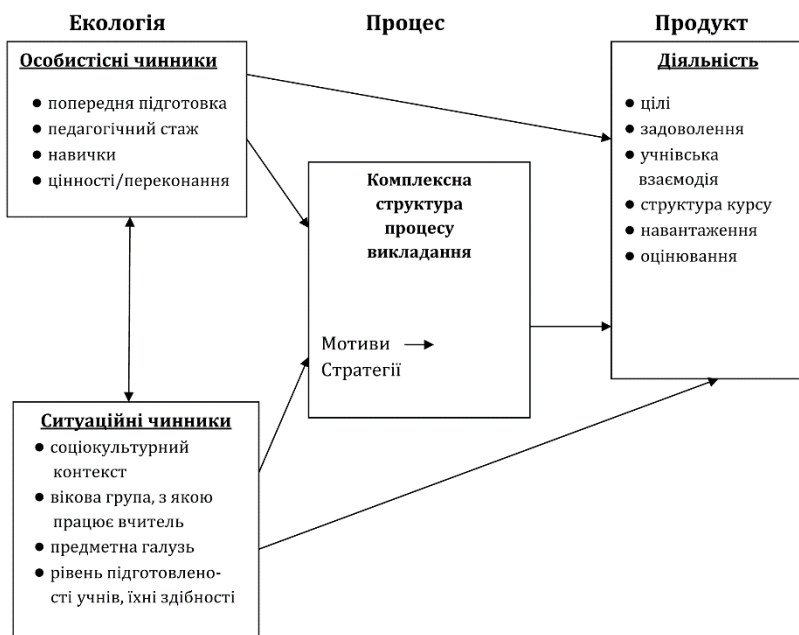 Екологія
Процес
Продукт
Особистісні чинники
● попередня підготовка
● педагогічний стаж
● навички
● цінності/переконання
Комплексна
структура
процесу
викладання
Мотиви →
Стратегії
Діяльність
● цілі
● задоволення
● учнівська
взаємодія
● структура курсу
● навантаження
● оцінювання
Ситуаційні чинники
● соціокультурний
контекст
● вікова група, з якою
працює вчитель
● предметна галузь
● рівень підготовлено-
сті учнів, їхні здібності